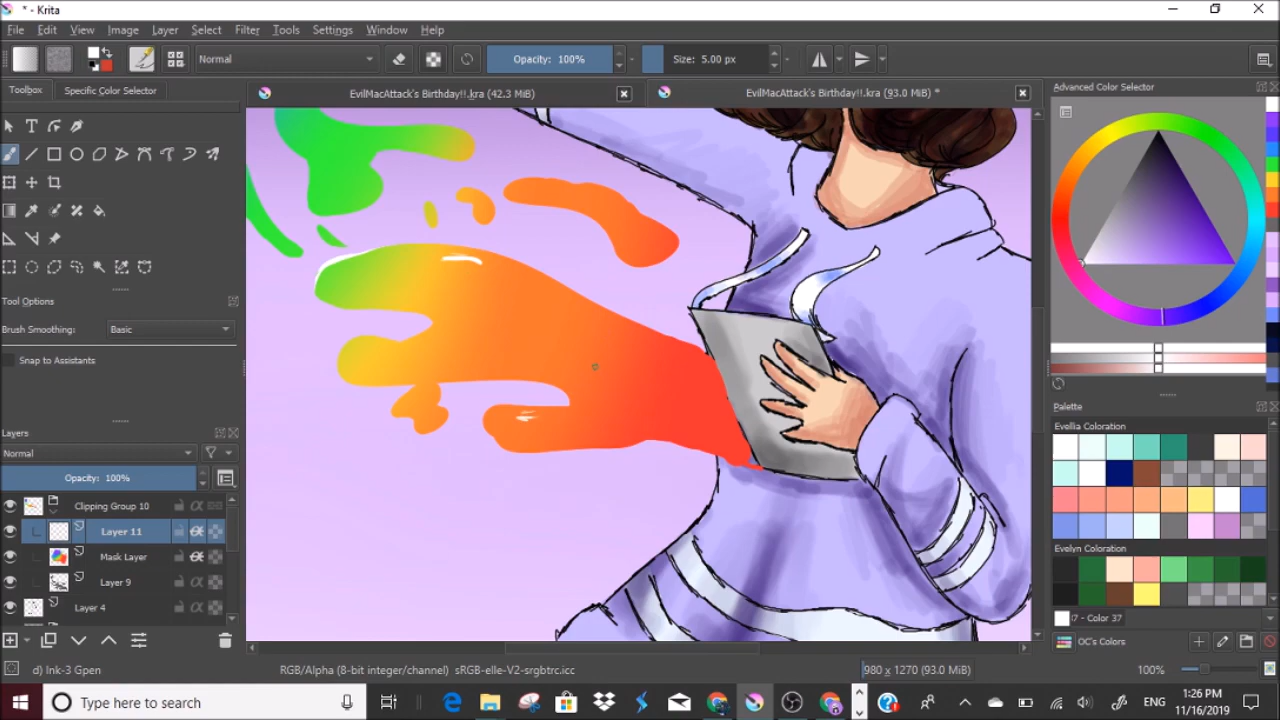 * - Krita
File Edit View Image Layer Select Filter Tools Settings Window Help
Normal Opacity: 100% Size: 5.00 px
Toolbox Specific Color Selector
EvilMacAttack's Birthday!!.kra (42.3 MiB)
EvilMacAttack's Birthday!!.kra (93.0 MiB) *
Advanced Color Selector
Tool Options
Brush Smoothing: Basic
Snap to Assistants
Layers
Normal
Opacity: 100%
Clipping Group 10
Layer 11
Mask Layer
Layer 9
Layer 4
Palette
Evellia Coloration
Evelyn Coloration
17 - Color 37
OC's Colors
d) Ink-3 Gpen
RGB/Alpha (8-bit integer/channel) sRGB-elle-V2-srgbtrc.icc
980 x 1270 (93.0 MiB)
100%
Type here to search
ENG
1:26 PM
11/16/2019